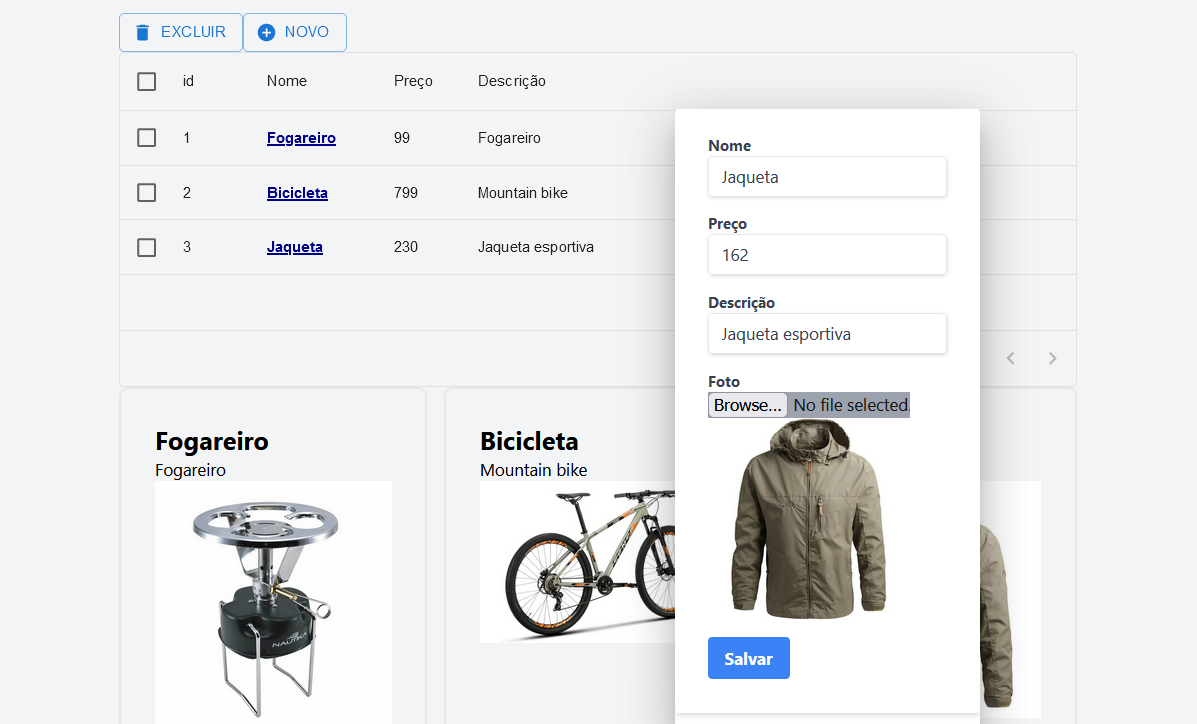 EXCLUIR NOVO
id Nome Preço Descrição
1 Fogareiro 99 Fogareiro
2 Bicicleta 799 Mountain bike
3 Jaqueta 230 Jaqueta esportiva
Nome
Jaqueta
Preço
162
Descrição
Jaqueta esportiva
Foto
Browse... No file selected.
Salvar
Fogareiro
Fogareiro
NAUTIKA
Bicicleta
Mountain bike